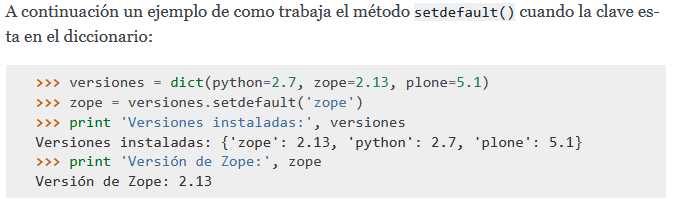 A continuación un ejemplo de como trabaja el método setdefault() cuando la clave es-
ta en el diccionario:
>>> versiones = dict(python=2.7, zope=2.13, plone=5.1)
>>> zope = versiones.setdefault('zope')
>>> print 'Versiones instaladas:', versiones
Versiones instaladas: {'zope': 2.13, 'python': 2.7, 'plone': 5.1}
>>> print 'Versión de Zope:', zope
Versión de Zope: 2.13